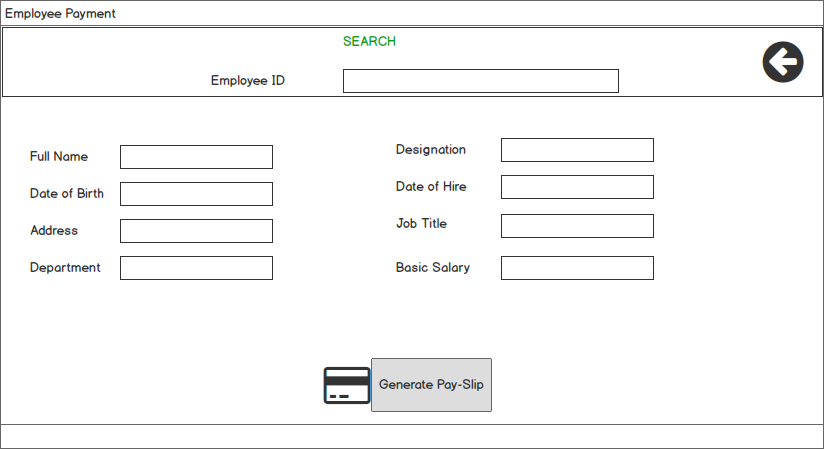 Employee Payment
SEARCH
Employee ID
Full Name
Date of Birth
Address
Department
Designation
Date of Hire
Job Title
Basic Salary
Generate Pay-Slip